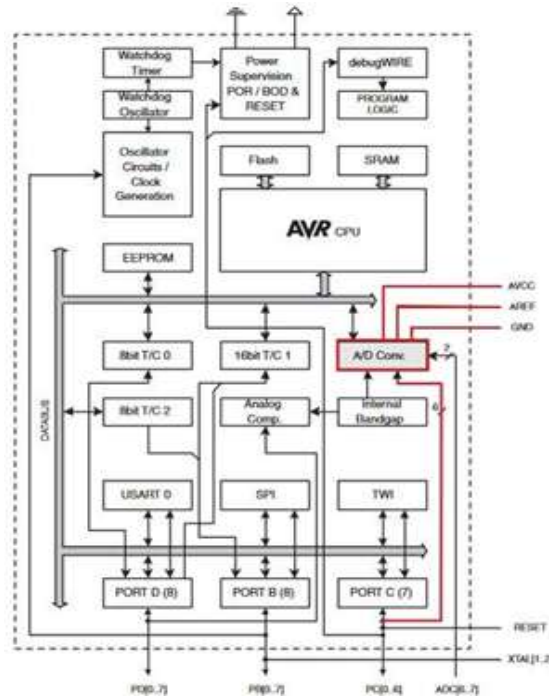 Watchdog
Timer
Power
Supervision
POR / BOD &
RESET
debugWIRE
Watchdog
Oscillator
PROGRAM
LOGIC
Oscillator
Circuits /
Clock
Generation
Flash
SRAM
AVR CPU
EEPROM
AVCC
AREF
GND
2
8bit T/C 0
16bit T/C 1
A/D Conv.
DATABUS
8bit T/C 2
Analog
Comp.
Internal
Bandgap
6
USART 0
SPI
TWI
PORT D (8)
PORT B (8)
PORT C (7)
RESET
XTAL[1..2]
PD[0..7]
PB[0..7]
PC[0..6]
ADC[6..7]